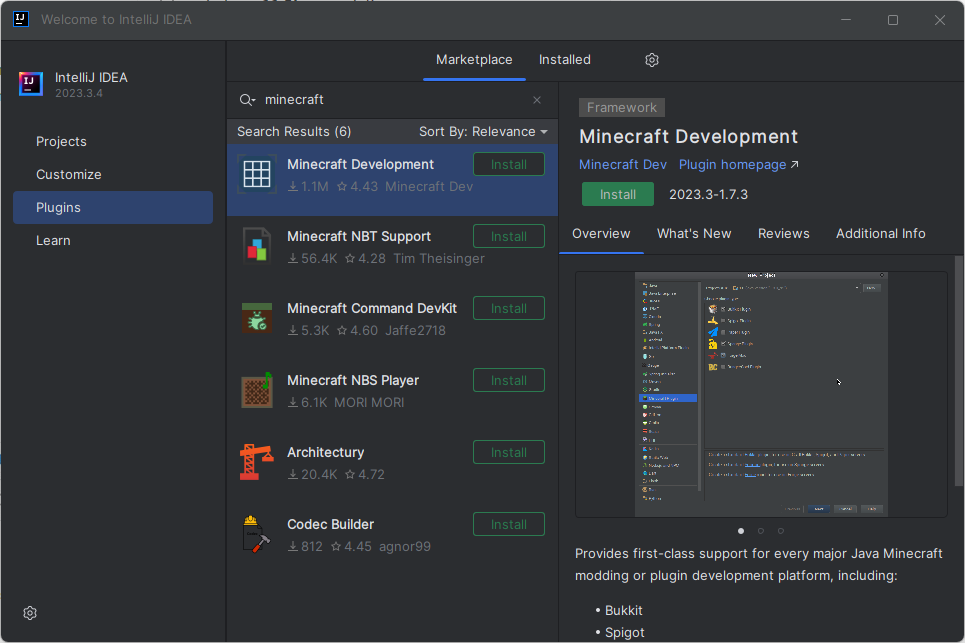 Welcome to IntelliJ IDEA
IntelliJ IDEA
2023.3.4
Projects
Customize
Plugins
Learn
Marketplace
Installed
minecraft
Search Results (6)
Sort By: Relevance
Minecraft Development
Install
1.1M 4.43 Minecraft Dev
Minecraft NBT Support
Install
56.4K 4.28 Tim Theisinger
Minecraft Command DevKit
Install
5.3K 4.60 Jaffe2718
Minecraft NBS Player
Install
6.1K MORI MORI
Architectury
Install
20.4K 4.72
Codec Builder
Install
812 4.45 agnor99
Framework
Minecraft Development
Minecraft Dev Plugin homepage
Install 2023.3-1.7.3
Overview What's New Reviews Additional Info
Provides first-class support for every major Java Minecraft
modding or plugin development platform, including:
• Bukkit
• Spigot